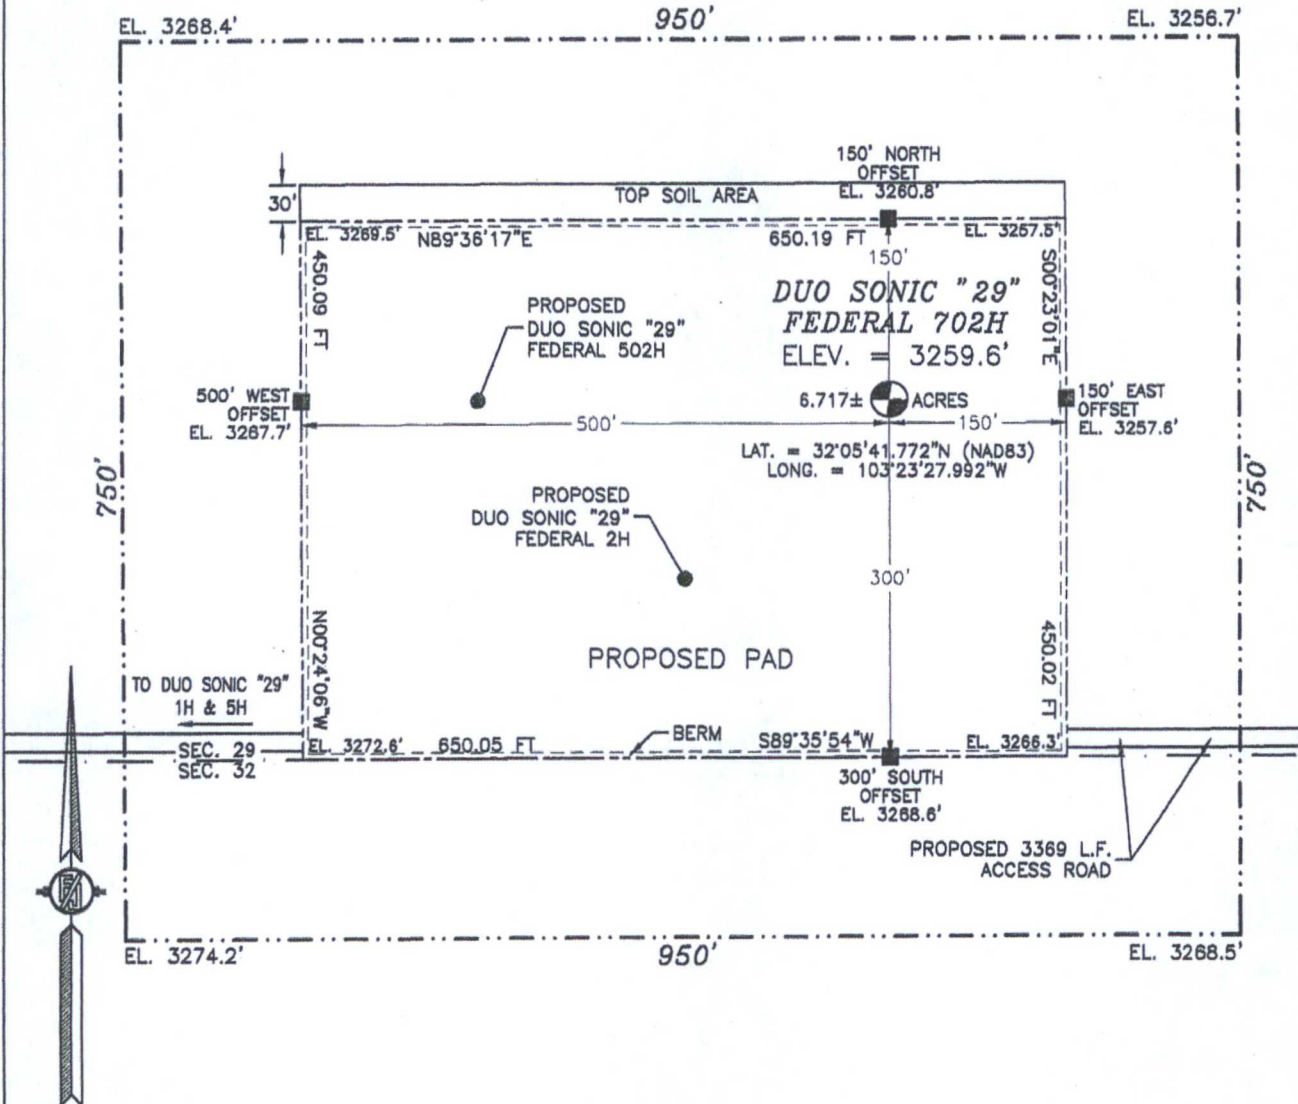 950'
EL. 3268.4'
EL. 3256.7'
150' NORTH
OFFSET
EL. 3260.8'
30'
TOP SOIL AREA
EL. 3269.5'
N89°36'17"E
650.19 FT
EL. 3257.5'
150'
450.09 FT
S00°23'01"E
DUO SONIC "29"
FEDERAL 702H
ELEV. = 3259.6'
PROPOSED
DUO SONIC "29"
FEDERAL 502H
500' WEST
OFFSET
EL. 3267.7'
6.717± ACRES
150' EAST
OFFSET
EL. 3257.6'
500'
150'
LAT. = 32°05'41.772"N (NAD83)
LONG. = 103°23'27.992"W
750'
750'
PROPOSED
DUO SONIC "29"
FEDERAL 2H
300'
N00°24'06"W
450.02 FT
PROPOSED PAD
TO DUO SONIC "29"
1H & 5H
SEC. 29
SEC. 32
EL. 3272.6'
650.05 FT
BERM
S89°35'54"W
EL. 3266.3'
300' SOUTH
OFFSET
EL. 3268.6'
PROPOSED 3369 L.F.
ACCESS ROAD
EL. 3274.2'
950'
EL. 3268.5'